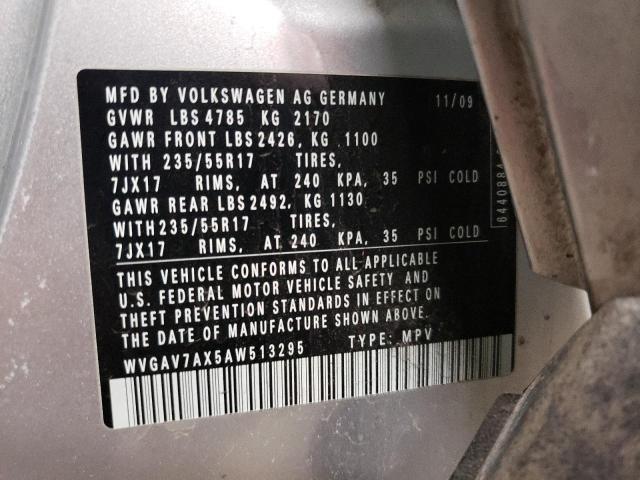 MFD BY VOLKSWAGEN AG GERMANY 11/09
GVWR LBS 4785 KG 2170
GAWR FRONT LBS 2426, KG 1100
WITH 235/55R17 TIRES,
7JX17 RIMS, AT 240 KPA, 35 PSI COLD
GAWR REAR LBS 2492, KG 1130
WITH 235/55R17 TIRES,
7JX17 RIMS, AT 240 KPA, 35 PSI COLD
THIS VEHICLE CONFORMS TO ALL APPLICABLE
U.S. FEDERAL MOTOR VEHICLE SAFETY AND
THEFT PREVENTION STANDARDS IN EFFECT ON
THE DATE OF MANUFACTURE SHOWN ABOVE.
WVGAV7AX5AW513295 TYPE: MPV